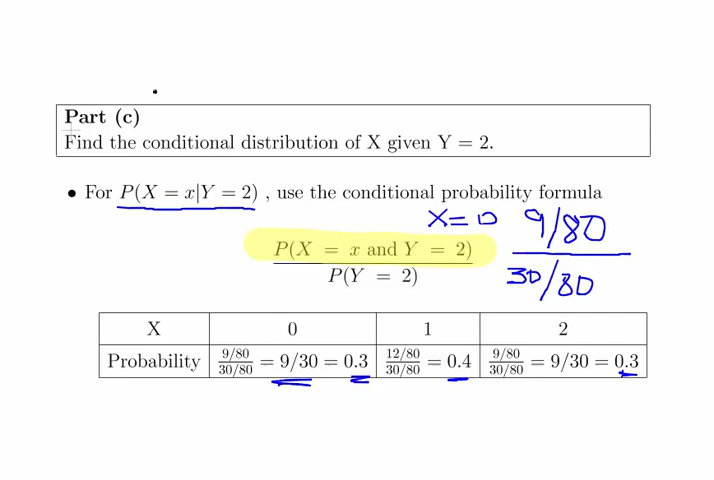 Part (c)
Find the conditional distribution of X given Y = 2.
• For P(X = x|Y = 2) , use the conditional probability formula
X=0 9/80
30/80
P(X = x and Y = 2)
P(Y = 2)
X 0 1 2
Probability 9/80 30/80 = 9/30 = 0.3 12/80 30/80 = 0.4 9/80 30/80 = 9/30 = 0.3